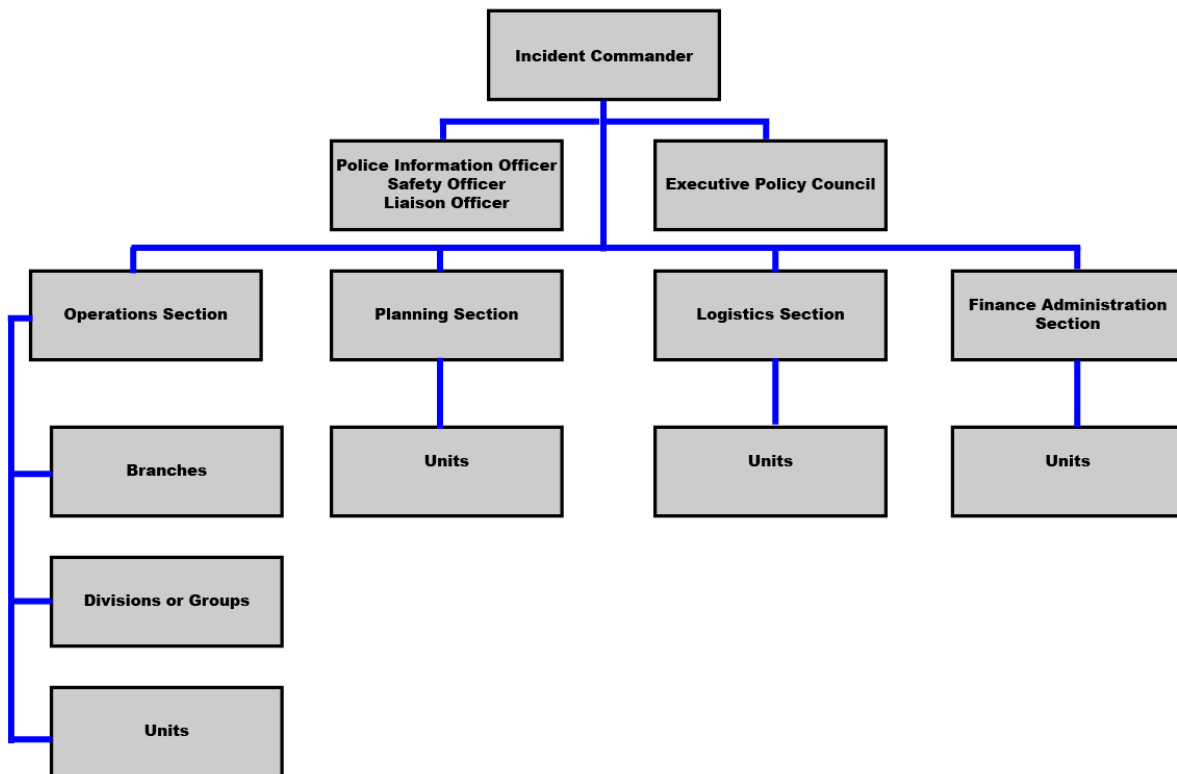 Incident Commander
Police Information Officer
Safety Officer
Liaison Officer
Executive Policy Council
Operations Section
Planning Section
Logistics Section
Finance Administration
Section
Branches
Units
Units
Units
Divisions or Groups
Units